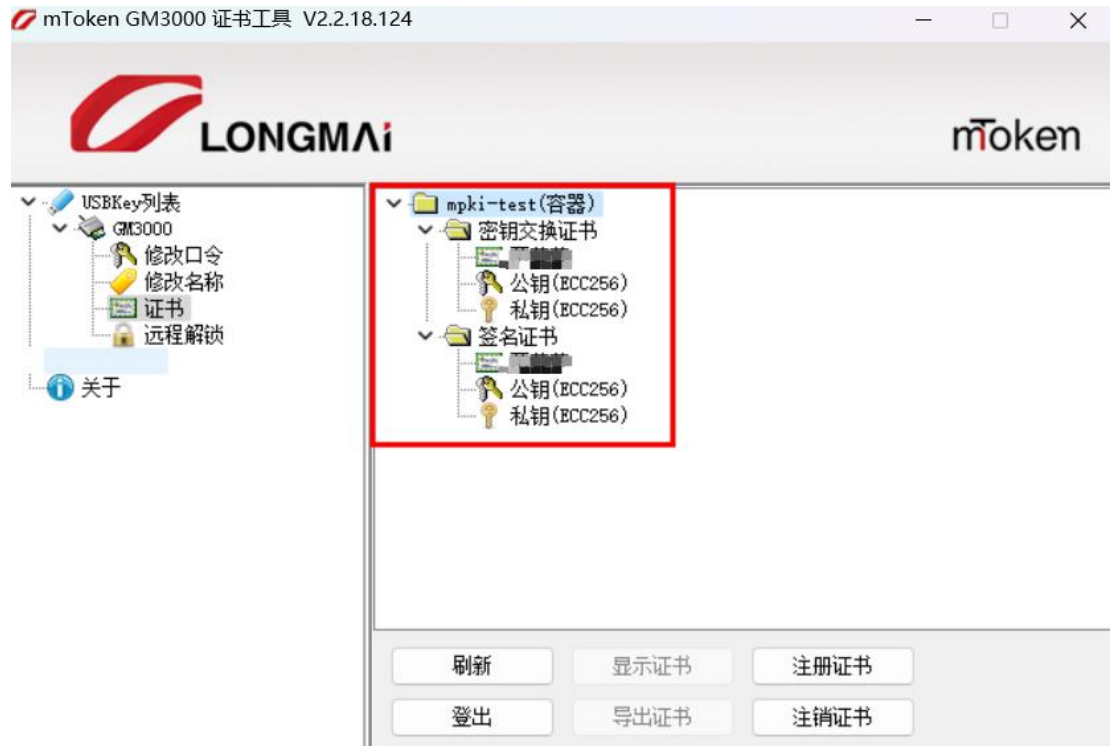 mToken GM3000 证书工具 V2.2.18.124
LONGMAi
mToken
USBKey列表
GM3000
修改口令
修改名称
证书
远程解锁
关于
mpki-test(容器)
密钥交换证书
公钥(ECC256)
私钥(ECC256)
签名证书
公钥(ECC256)
私钥(ECC256)
刷新
显示证书
注册证书
登出
导出证书
注销证书